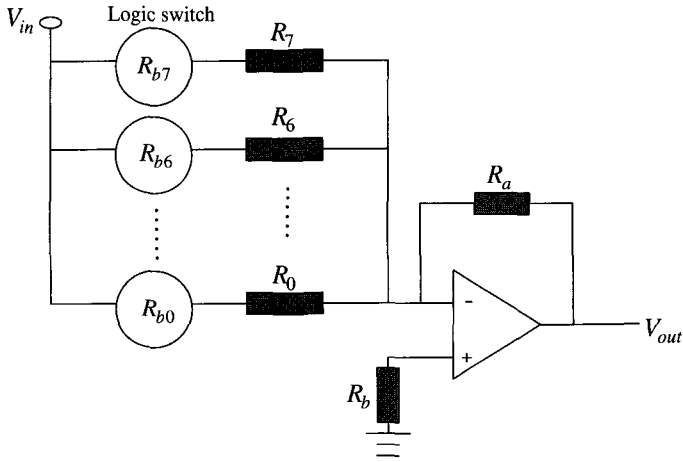 Logic switch
V_in
R_b7
R_7
R_b6
R_6
R_a
R_b0
R_0
-
+
V_out
R_b